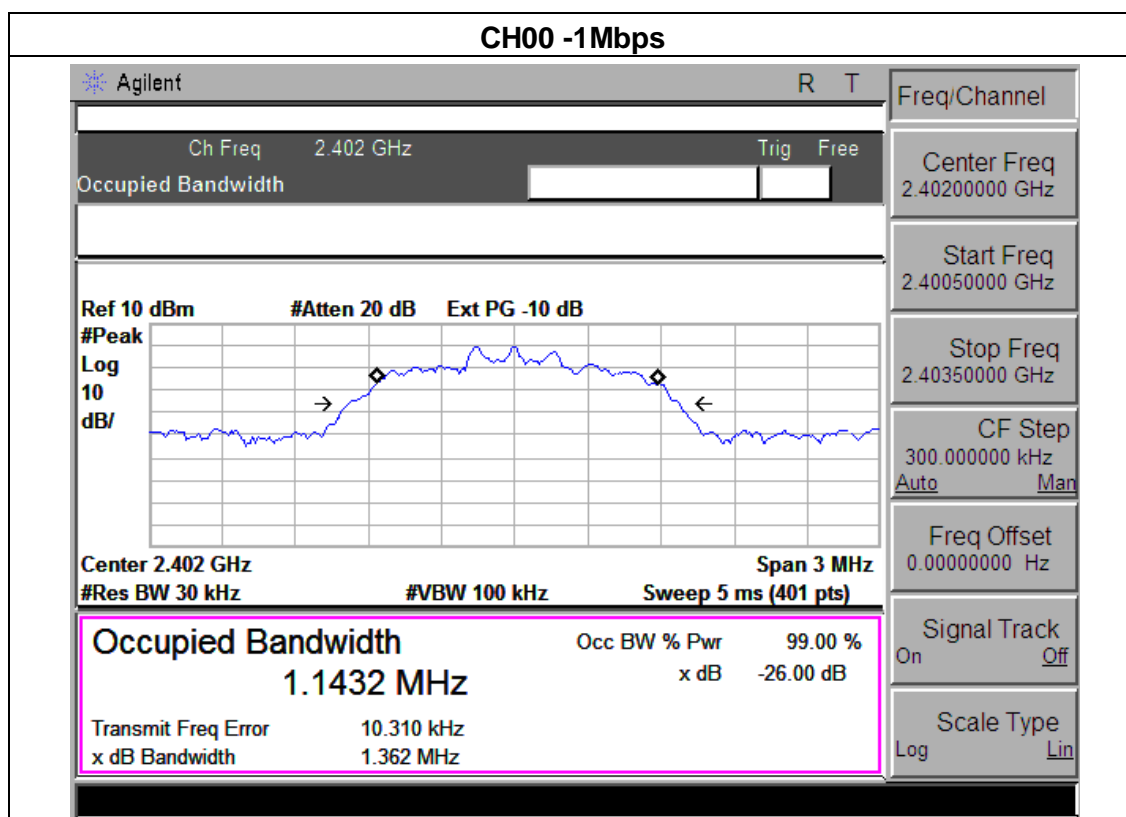 CH00 -1Mbps
Agilent R T
Ch Freq 2.402 GHz Trig Free
Occupied Bandwidth
Ref 10 dBm #Atten 20 dB Ext PG -10 dB
#Peak
Log
10
dB/
Center 2.402 GHz Span 3 MHz
#Res BW 30 kHz #VBW 100 kHz Sweep 5 ms (401 pts)
Occupied Bandwidth
1.1432 MHz
Occ BW % Pwr 99.00 %
x dB -26.00 dB
Transmit Freq Error 10.310 kHz
x dB Bandwidth 1.362 MHz
Freq/Channel
Center Freq
2.40200000 GHz
Start Freq
2.40050000 GHz
Stop Freq
2.40350000 GHz
CF Step
300.000000 kHz
Auto Man
Freq Offset
0.00000000 Hz
Signal Track
On Off
Scale Type
Log Lin